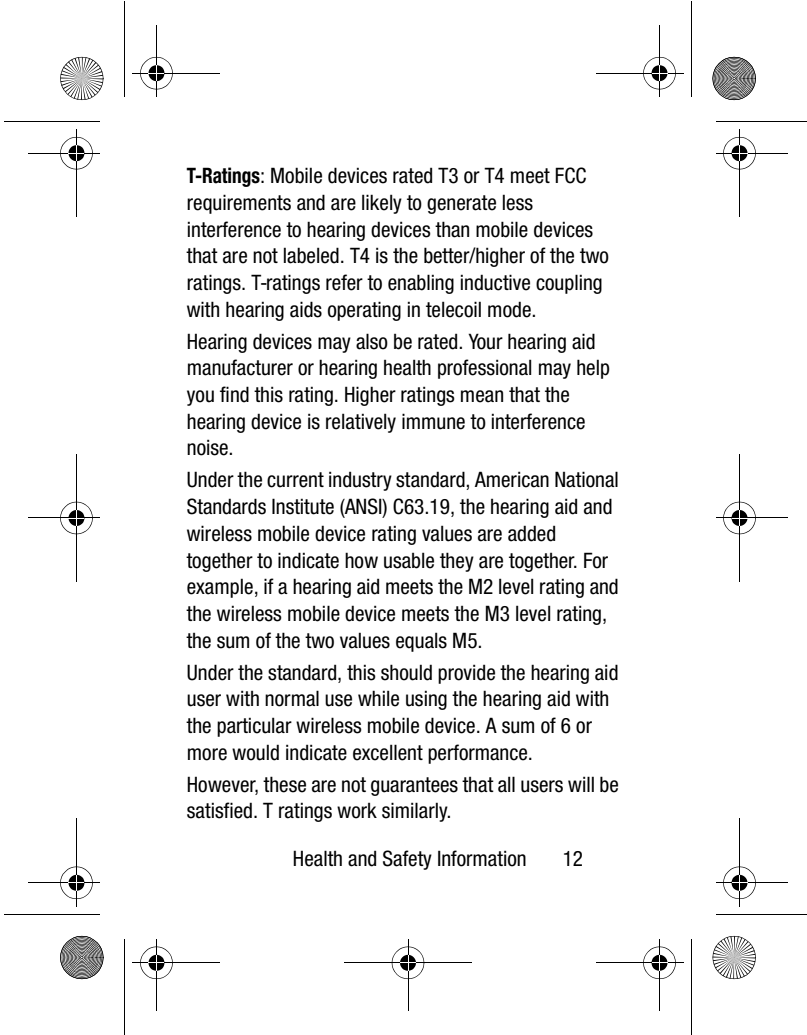 T-Ratings: Mobile devices rated T3 or T4 meet FCC
requirements and are likely to generate less
interference to hearing devices than mobile devices
that are not labeled. T4 is the better/higher of the two
ratings. T-ratings refer to enabling inductive coupling
with hearing aids operating in telecoil mode.
Hearing devices may also be rated. Your hearing aid
manufacturer or hearing health professional may help
you find this rating. Higher ratings mean that the
hearing device is relatively immune to interference
noise.
Under the current industry standard, American National
Standards Institute (ANSI) C63.19, the hearing aid and
wireless mobile device rating values are added
together to indicate how usable they are together. For
example, if a hearing aid meets the M2 level rating and
the wireless mobile device meets the M3 level rating,
the sum of the two values equals M5.
Under the standard, this should provide the hearing aid
user with normal use while using the hearing aid with
the particular wireless mobile device. A sum of 6 or
more would indicate excellent performance.
However, these are not guarantees that all users will be
satisfied. T ratings work similarly.
Health and Safety Information 12